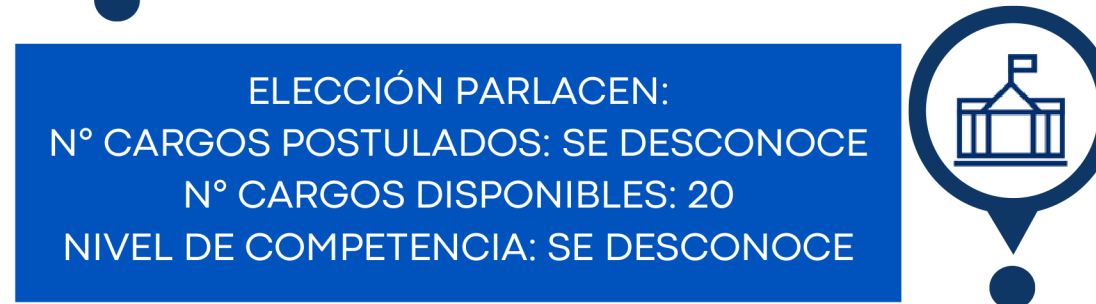 ELECCIÓN PARLACEN:
N° CARGOS POSTULADOS: SE DESCONOCE
N° CARGOS DISPONIBLES: 20
NIVEL DE COMPETENCIA: SE DESCONOCE